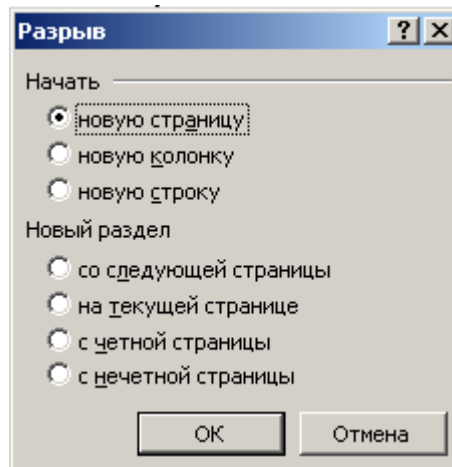 Разрыв
Начать
новую страницу
новую колонку
новую строку
Новый раздел
со следующей страницы
на текущей странице
с четной страницы
с нечетной страницы
ОК Отмена